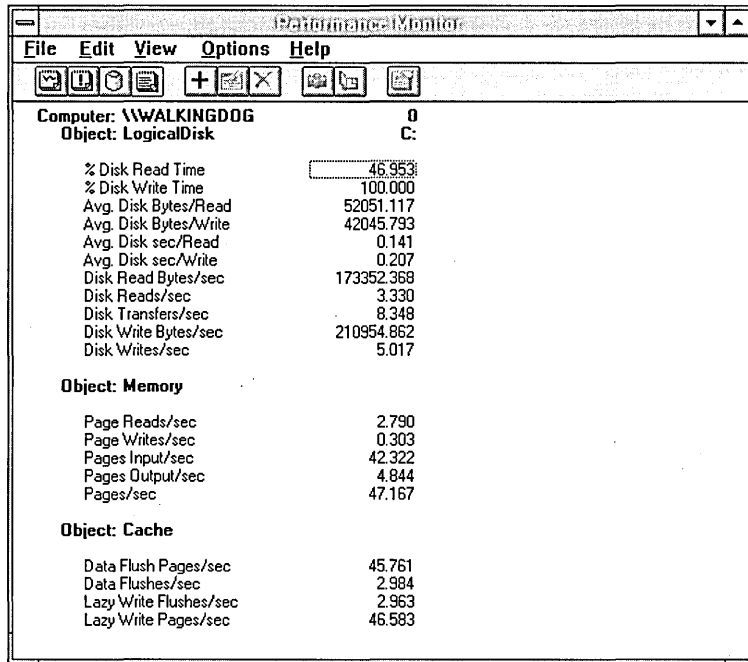 Performance Monitor
File Edit View Options Help
Computer: \\WALKINGDOG 0
Object: LogicalDisk C:
% Disk Read Time 46.953
% Disk Write Time 100.000
Avg. Disk Bytes/Read 52051.117
Avg. Disk Bytes/Write 42045.793
Avg. Disk sec/Read 0.141
Avg. Disk sec/Write 0.207
Disk Read Bytes/sec 173352.368
Disk Reads/sec 3.330
Disk Transfers/sec 8.348
Disk Write Bytes/sec 210954.862
Disk Writes/sec 5.017
Object: Memory
Page Reads/sec 2.790
Page Writes/sec 0.303
Pages Input/sec 42.322
Pages Output/sec 4.844
Pages/sec 47.167
Object: Cache
Data Flush Pages/sec 45.761
Data Flushes/sec 2.984
Lazy Write Flushes/sec 2.963
Lazy Write Pages/sec 46.583